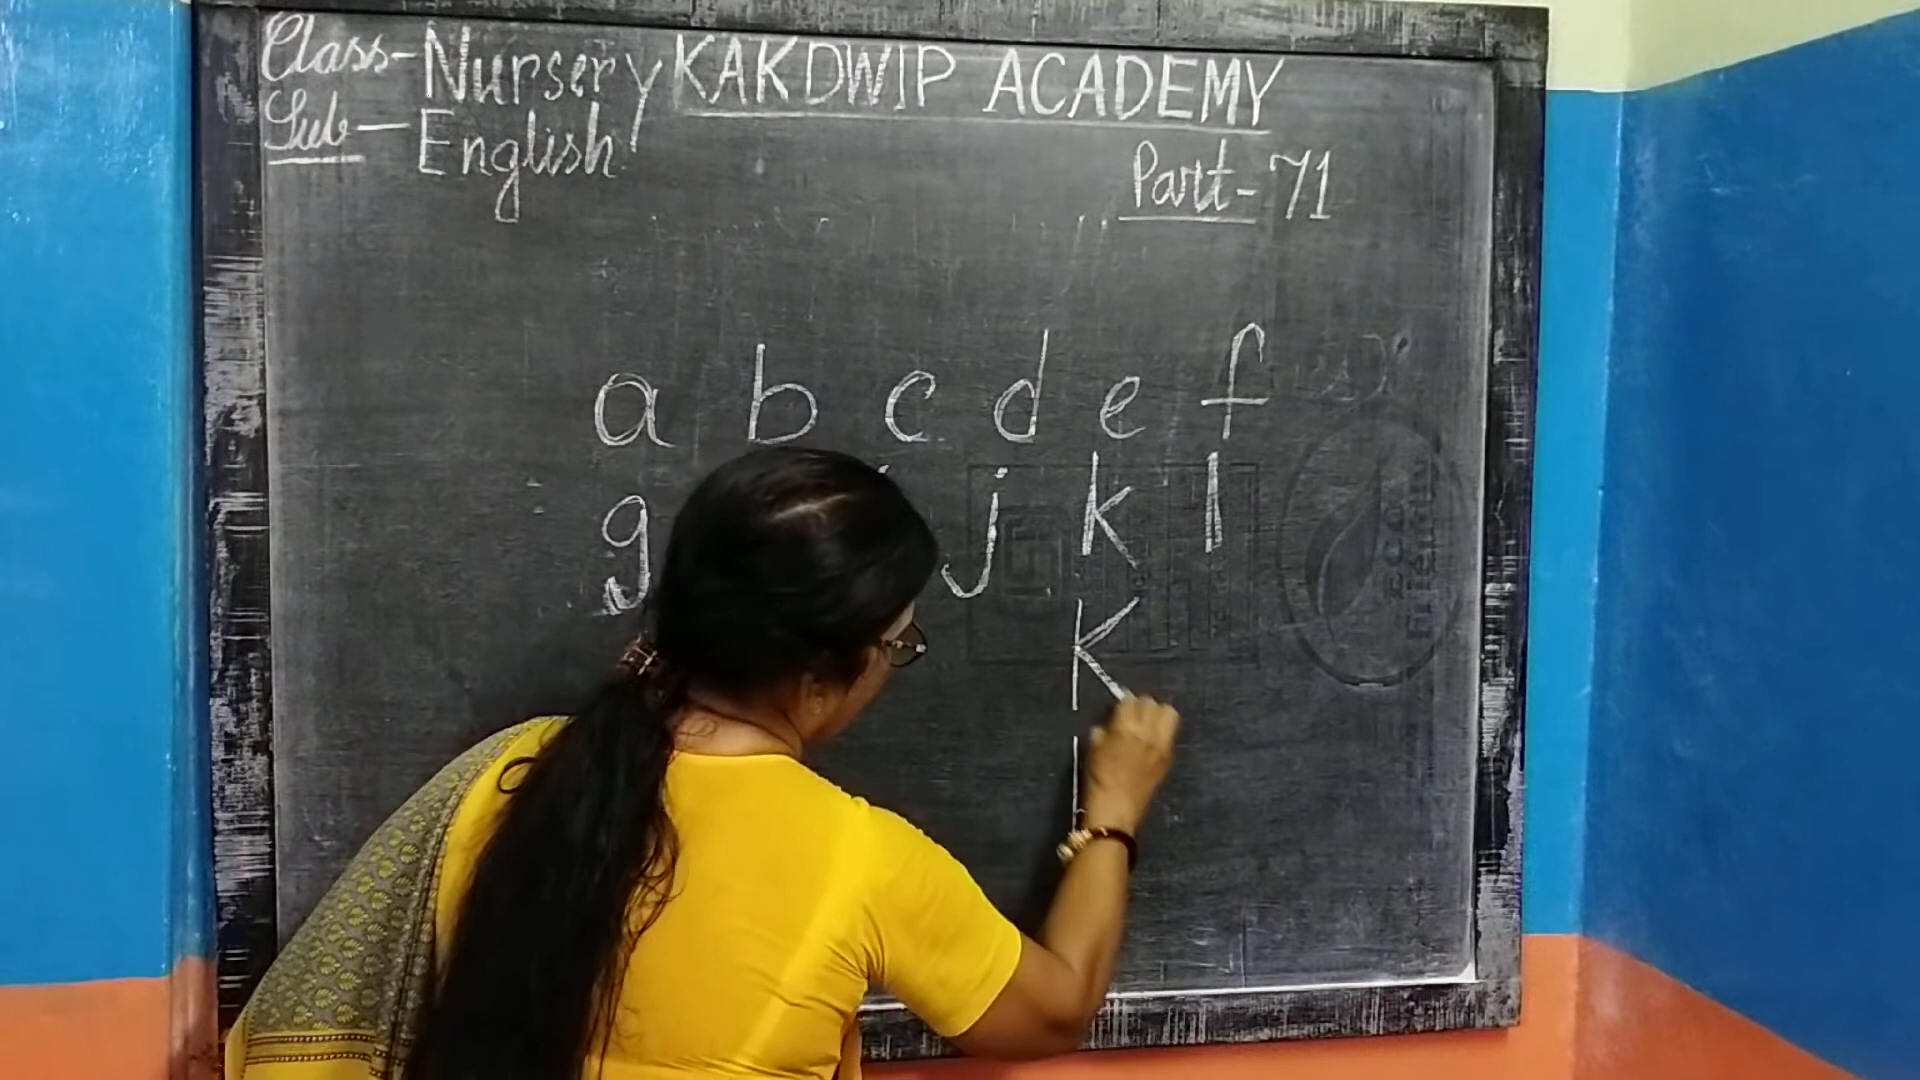 Class- Nursery KAKDWIP ACADEMY
Sub- English
Part- 71
a b c d e f
g j k l
K